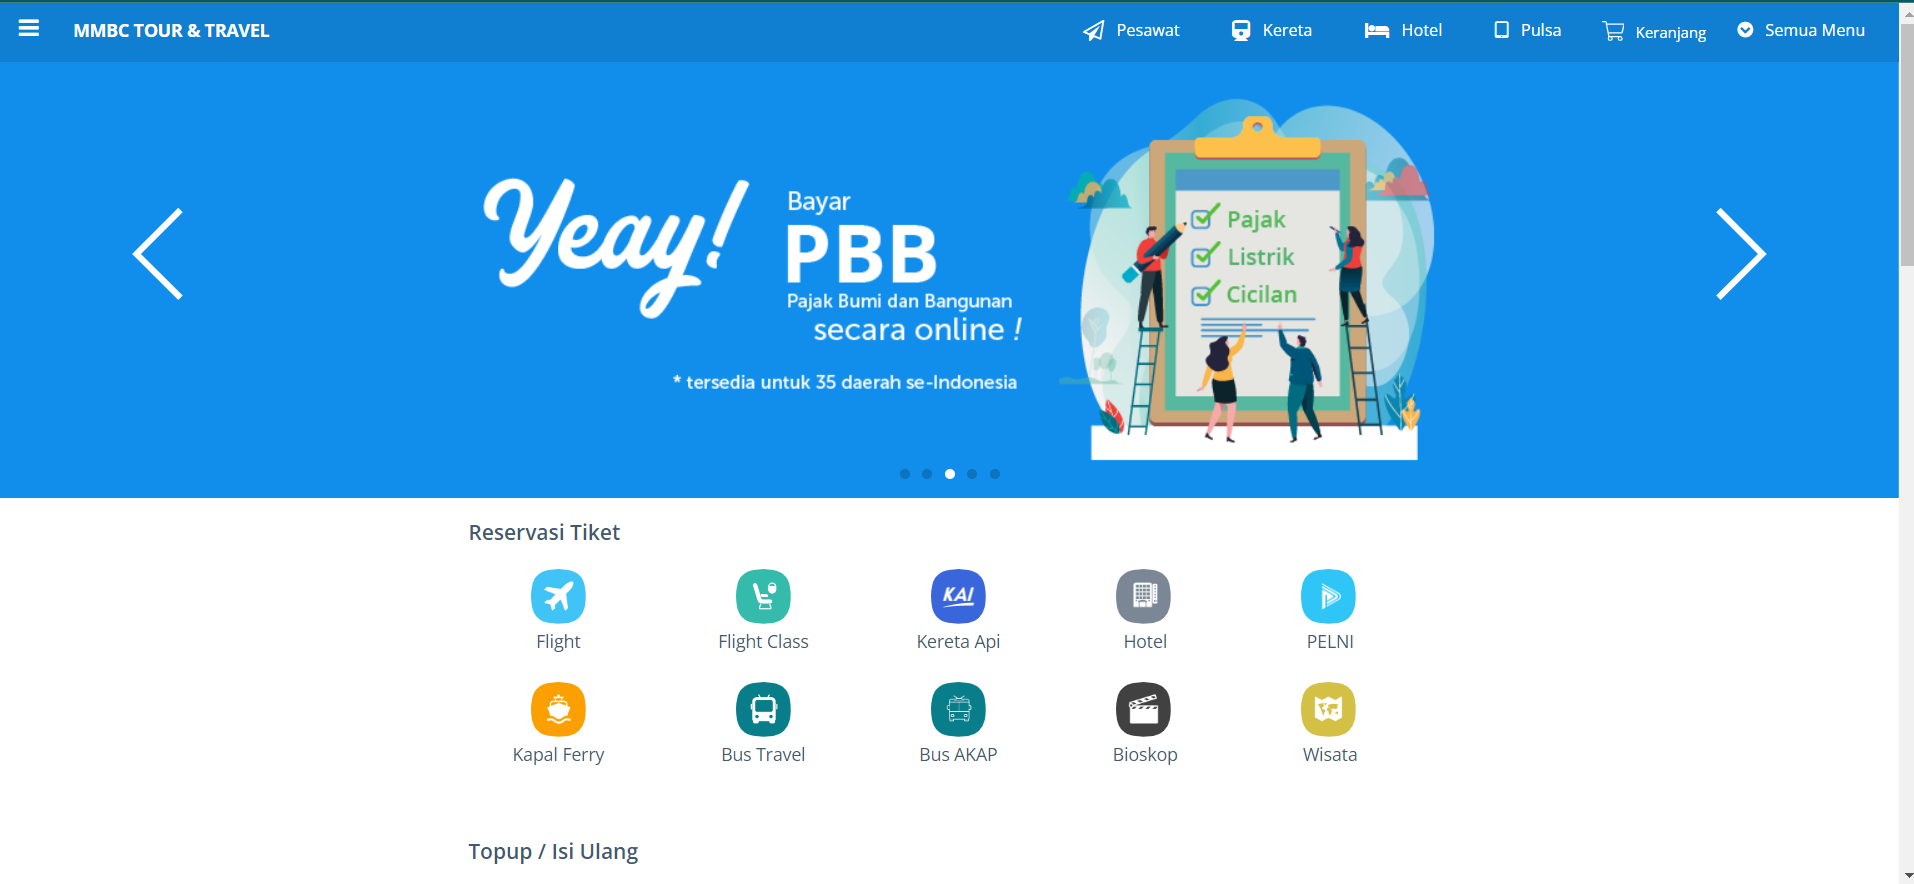 MMBC TOUR & TRAVEL
Pesawat
Kereta
Hotel
Pulsa
Keranjang
Semua Menu
Yeay!
Bayar
PBB
Pajak Bumi dan Bangunan
secara online !
* tersedia untuk 35 daerah se-Indonesia
Pajak
Listrik
Cicilan
Reservasi Tiket
KAI
Flight
Flight Class
Kereta Api
Hotel
PELNI
Kapal Ferry
Bus Travel
Bus AKAP
Bioskop
Wisata
Topup / Isi Ulang